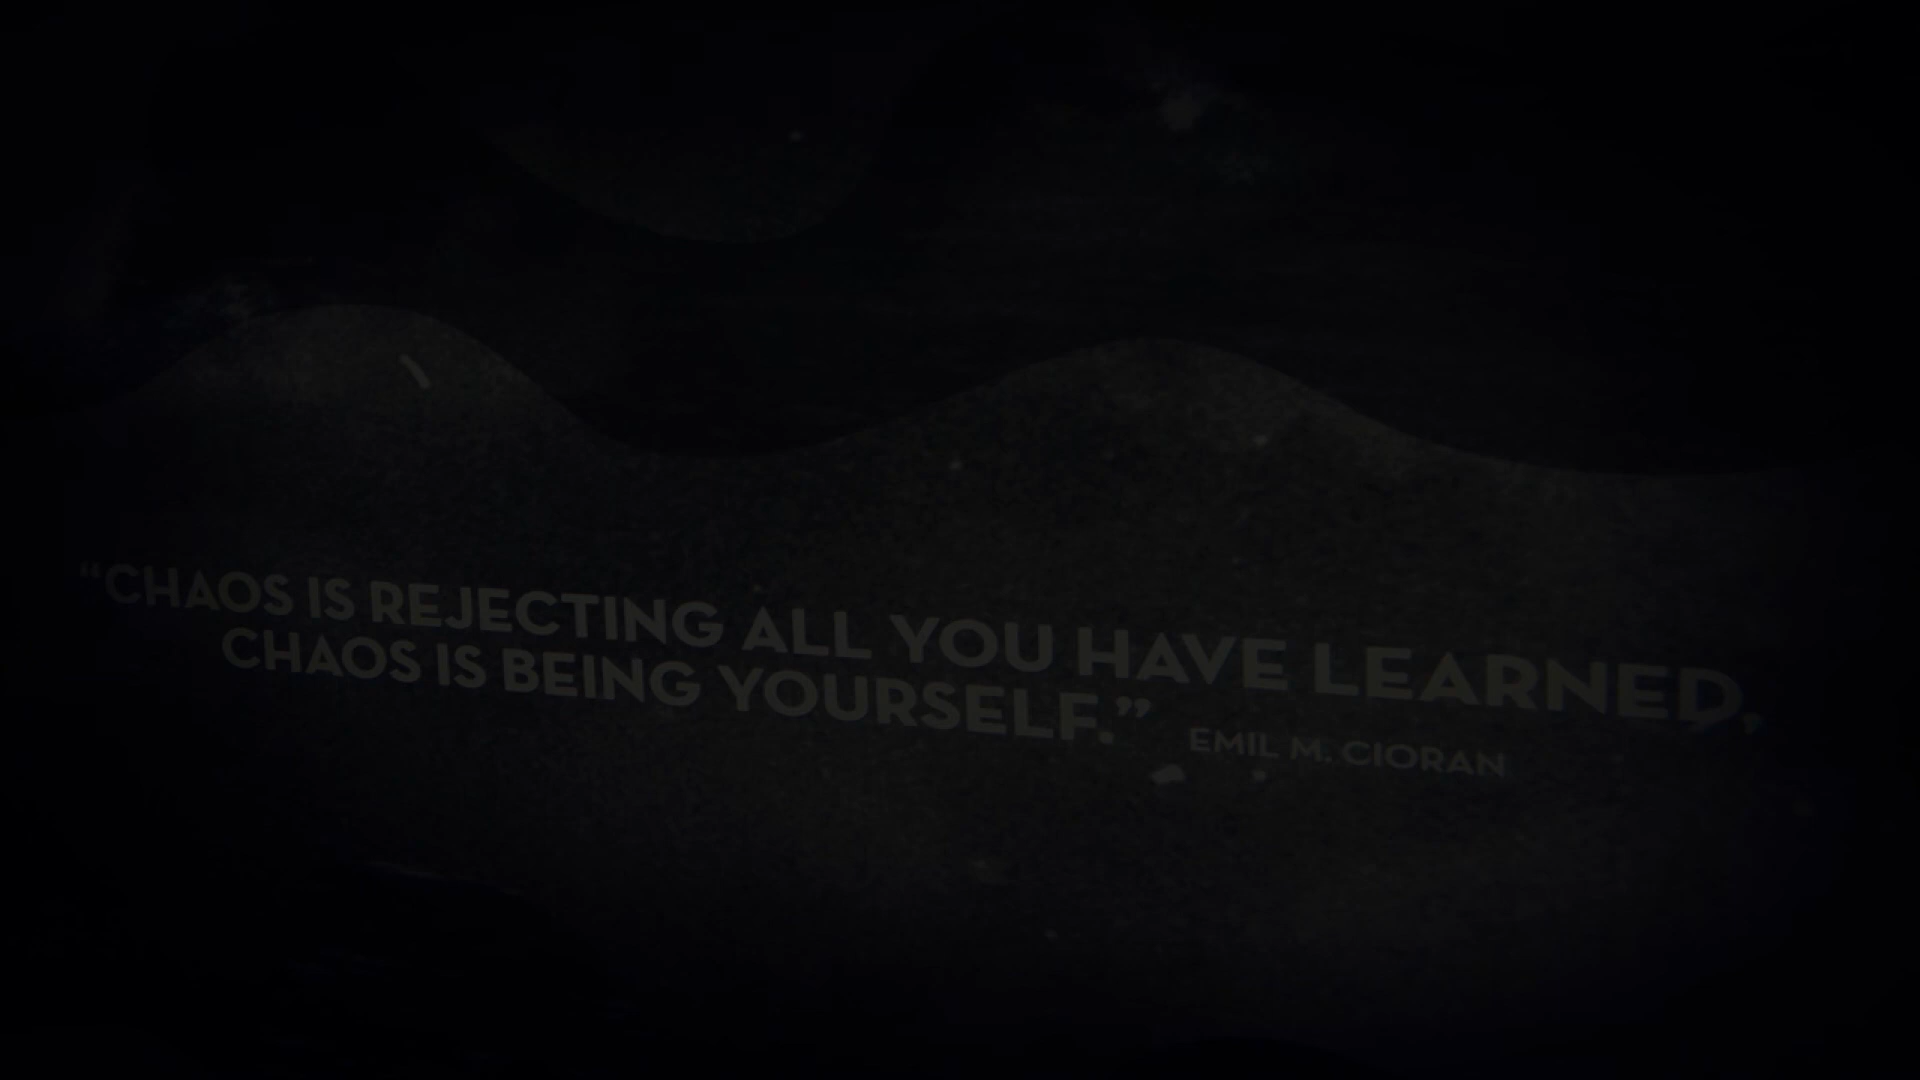 “CHAOS IS REJECTING ALL YOU HAVE LEARNED,
CHAOS IS BEING YOURSELF.”
EMIL M. CIORAN